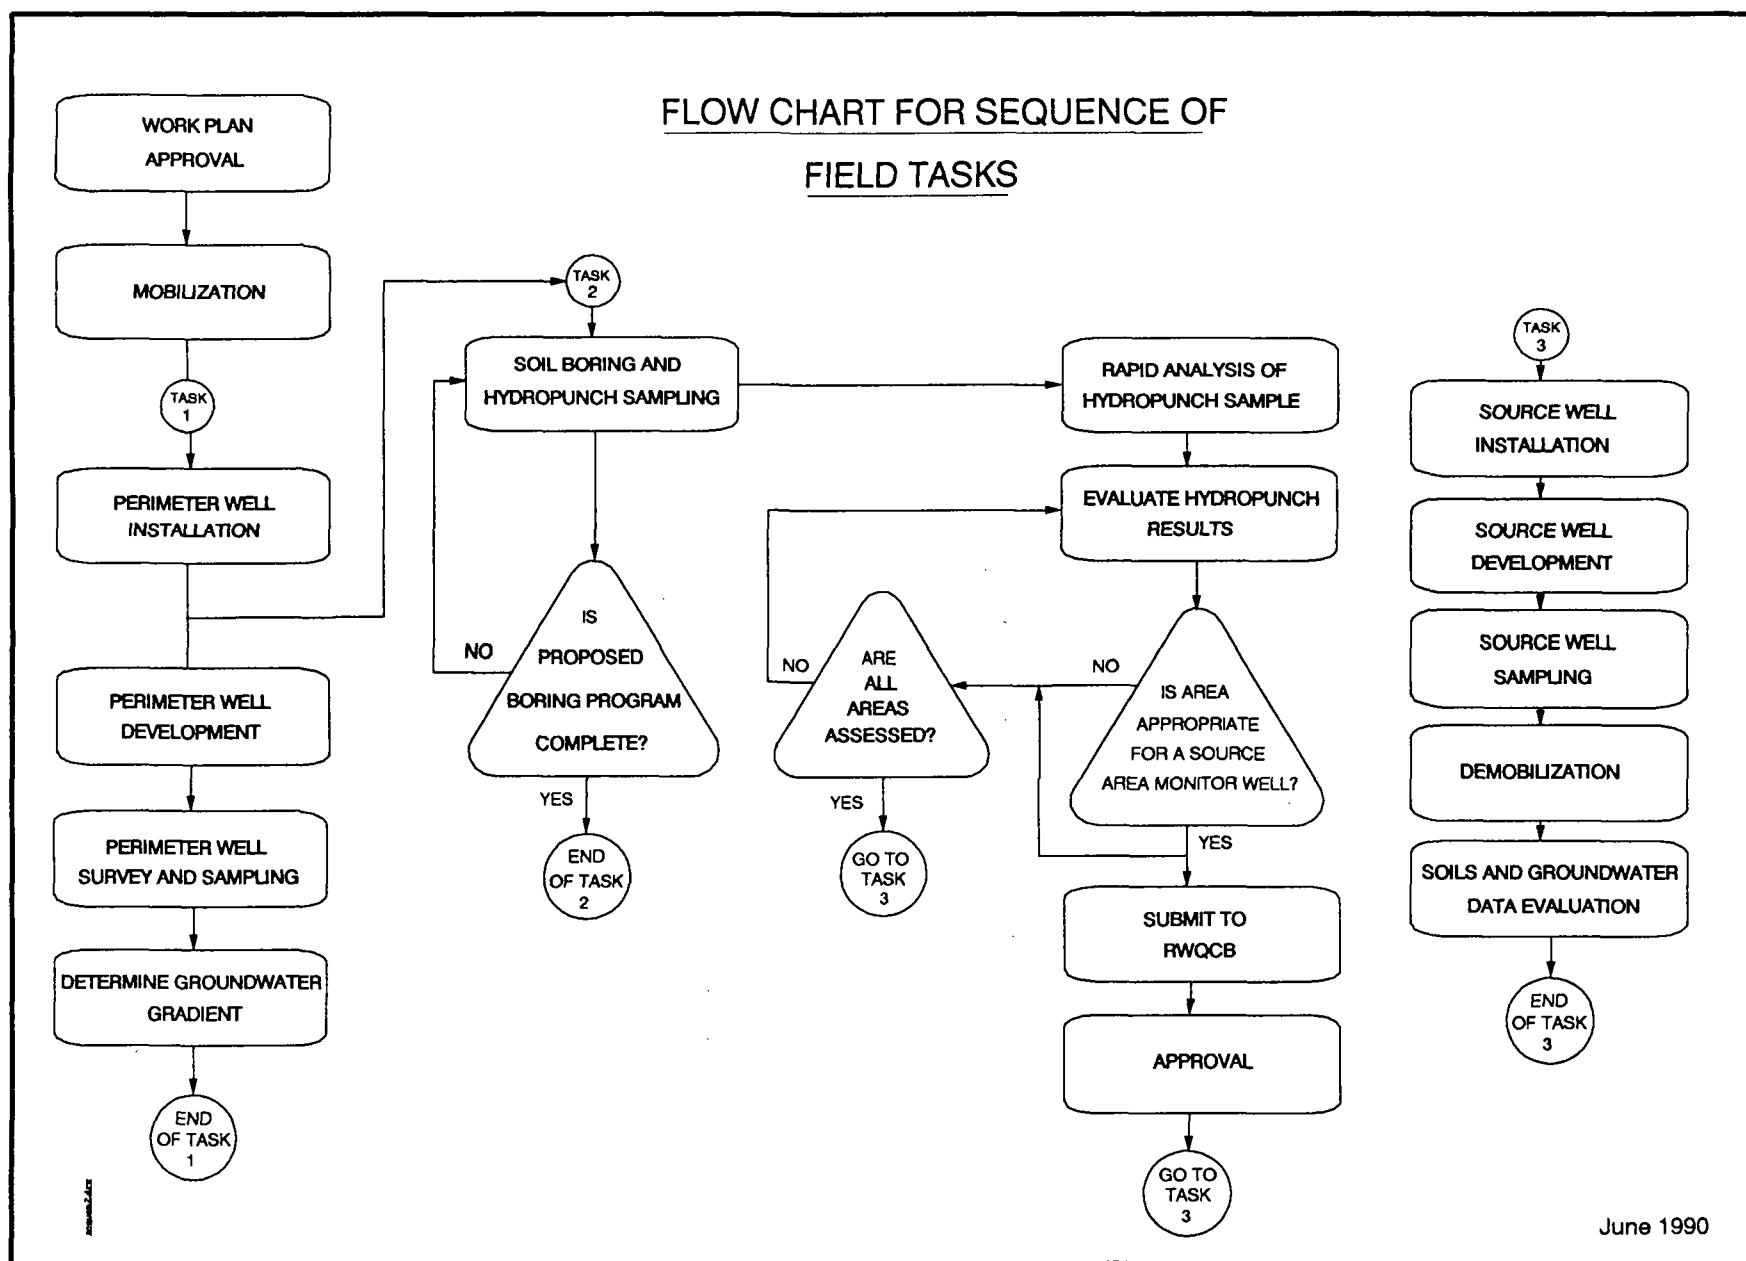 FLOW CHART FOR SEQUENCE OF
FIELD TASKS
WORK PLAN
APPROVAL
MOBILIZATION
TASK
1
PERIMETER WELL
INSTALLATION
PERIMETER WELL
DEVELOPMENT
PERIMETER WELL
SURVEY AND SAMPLING
DETERMINE GROUNDWATER
GRADIENT
END
OF TASK
1
TASK
2
SOIL BORING AND
HYDROPUNCH SAMPLING
IS
PROPOSED
BORING PROGRAM
COMPLETE?
NO
YES
END
OF TASK
2
RAPID ANALYSIS OF
HYDROPUNCH SAMPLE
EVALUATE HYDROPUNCH
RESULTS
IS AREA
APPROPRIATE
FOR A SOURCE
AREA MONITOR WELL?
NO
YES
ARE
ALL
AREAS
ASSESSED?
NO
YES
GO TO
TASK
3
SUBMIT TO
RWQCB
APPROVAL
GO TO
TASK
3
TASK
3
SOURCE WELL
INSTALLATION
SOURCE WELL
DEVELOPMENT
SOURCE WELL
SAMPLING
DEMOBILIZATION
SOILS AND GROUNDWATER
DATA EVALUATION
END
OF TASK
3
June 1990